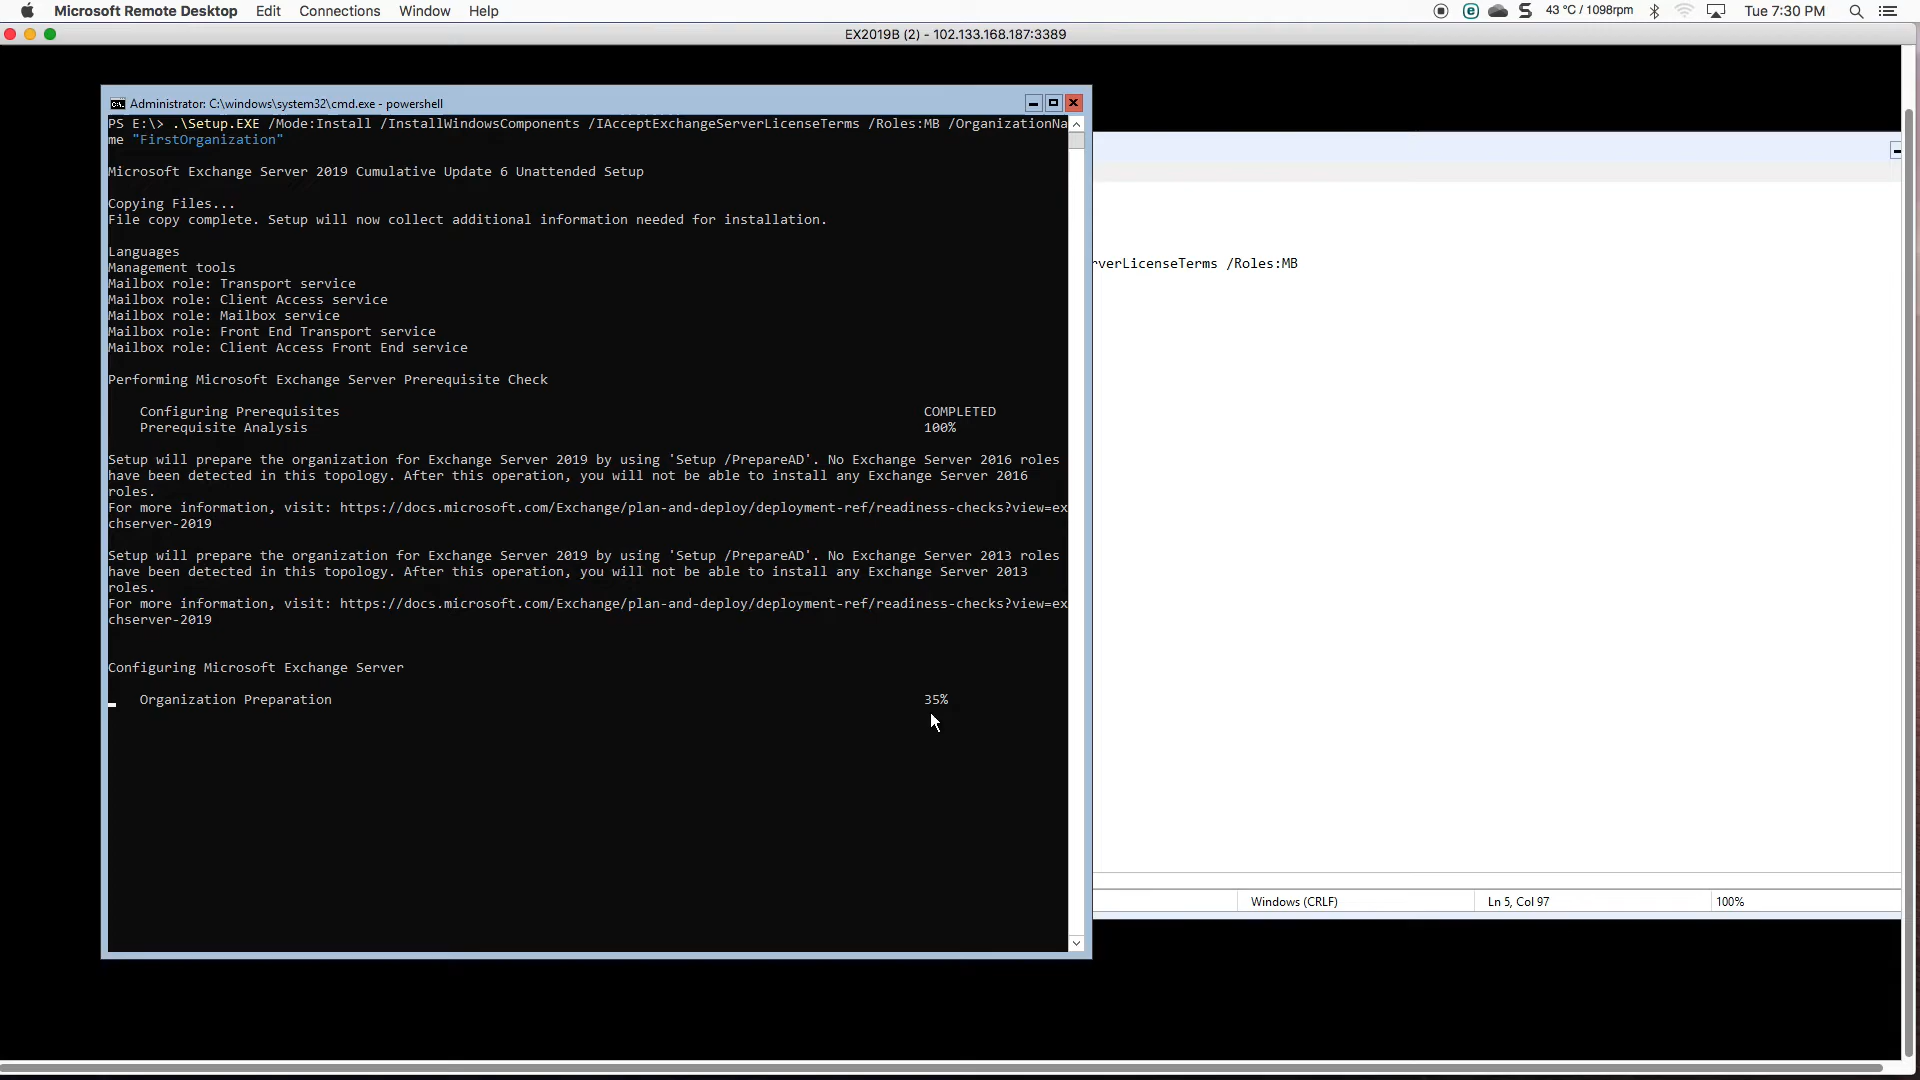 Microsoft Remote Desktop Edit Connections Window Help 43 °C / 1098rpm Tue 7:30 PM
EX2019B (2) - 102.133.168.187:3389
Administrator: C:\windows\system32\cmd.exe - powershell
PS E:\> .\Setup.EXE /Mode:Install /InstallWindowsComponents /IAcceptExchangeServerLicenseTerms /Roles:MB /OrganizationNa
me "FirstOrganization"
Microsoft Exchange Server 2019 Cumulative Update 6 Unattended Setup
Copying Files...
File copy complete. Setup will now collect additional information needed for installation.
Languages
Management tools
Mailbox role: Transport service
Mailbox role: Client Access service
Mailbox role: Mailbox service
Mailbox role: Front End Transport service
Mailbox role: Client Access Front End service
Performing Microsoft Exchange Server Prerequisite Check
Configuring Prerequisites COMPLETED
Prerequisite Analysis 100%
Setup will prepare the organization for Exchange Server 2019 by using 'Setup /PrepareAD'. No Exchange Server 2016 roles
have been detected in this topology. After this operation, you will not be able to install any Exchange Server 2016
roles.
For more information, visit: https://docs.microsoft.com/Exchange/plan-and-deploy/deployment-ref/readiness-checks?view=ex
chserver-2019
Setup will prepare the organization for Exchange Server 2019 by using 'Setup /PrepareAD'. No Exchange Server 2013 roles
have been detected in this topology. After this operation, you will not be able to install any Exchange Server 2013
roles.
For more information, visit: https://docs.microsoft.com/Exchange/plan-and-deploy/deployment-ref/readiness-checks?view=ex
chserver-2019
Configuring Microsoft Exchange Server
Organization Preparation 35%
rverLicenseTerms /Roles:MB
Windows (CRLF) Ln 5, Col 97 100%